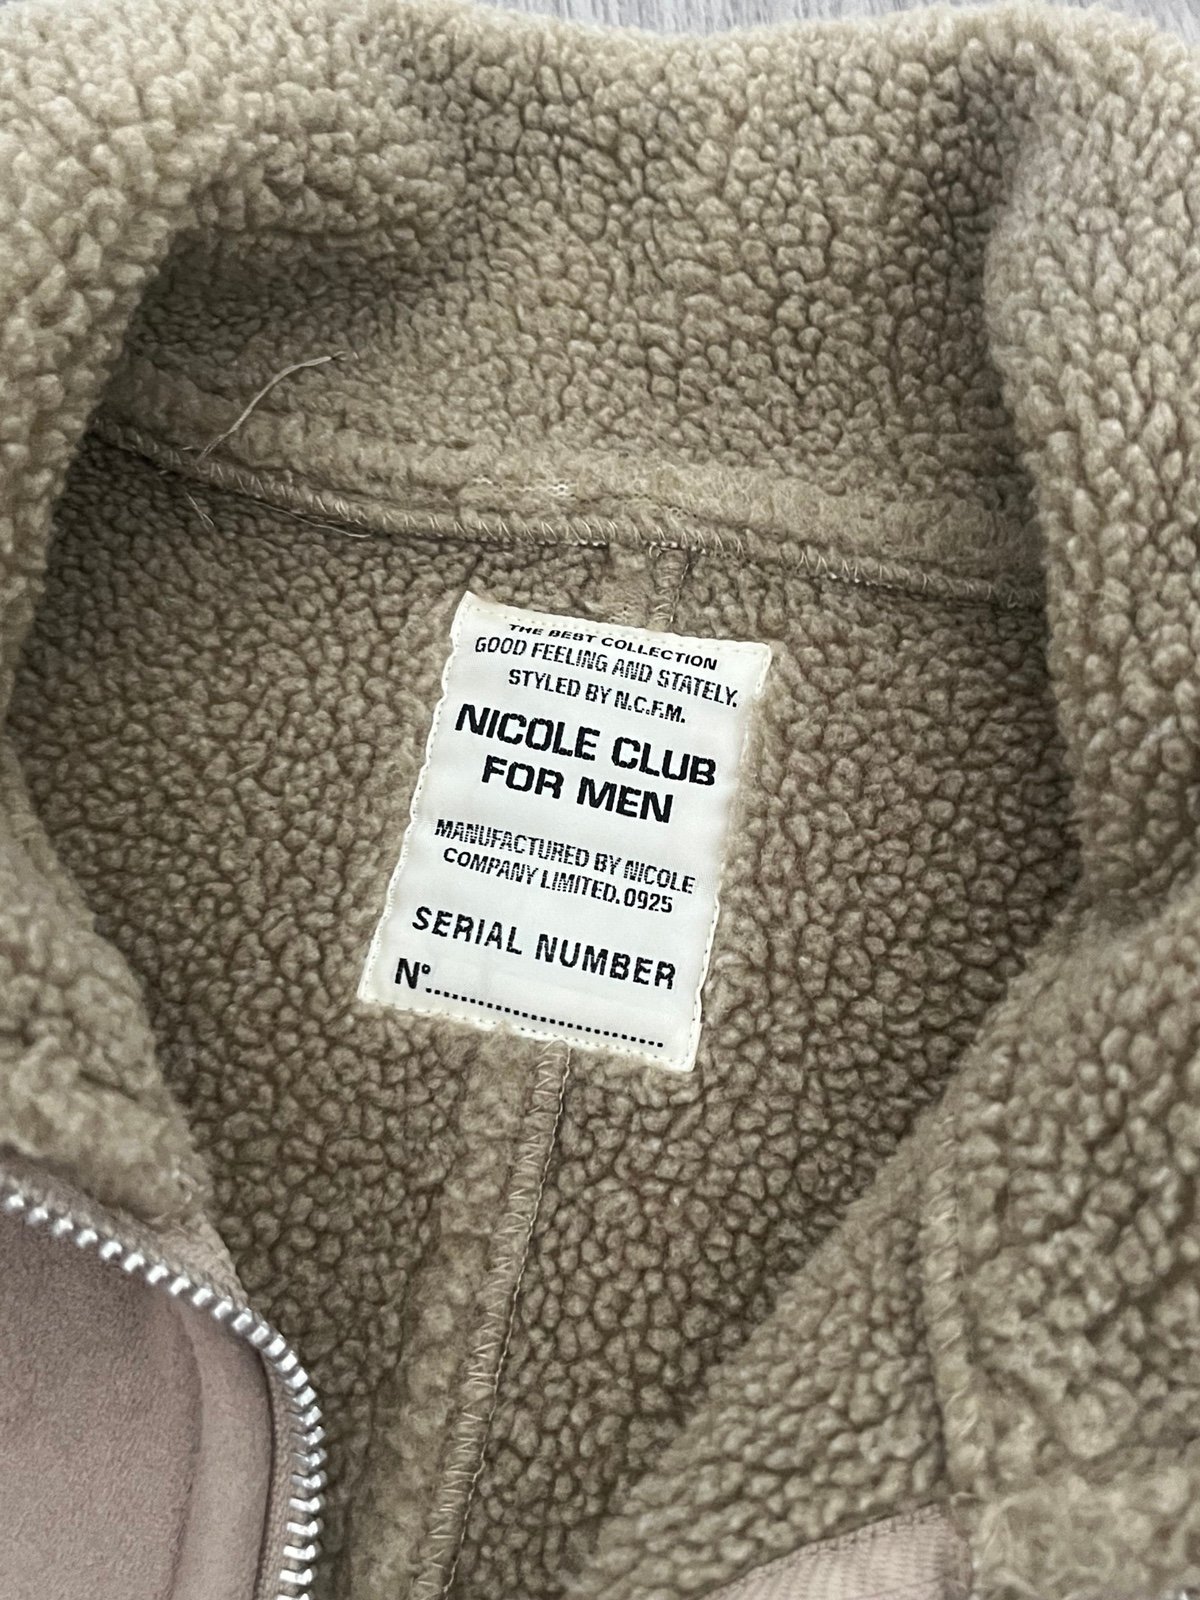 THE BEST COLLECTION
GOOD FEELING AND STATELY.
STYLED BY N.C.F.M.
NICOLE CLUB
FOR MEN
MANUFACTURED BY NICOLE
COMPANY LIMITED. 0925
SERIAL NUMBER
N°..............................